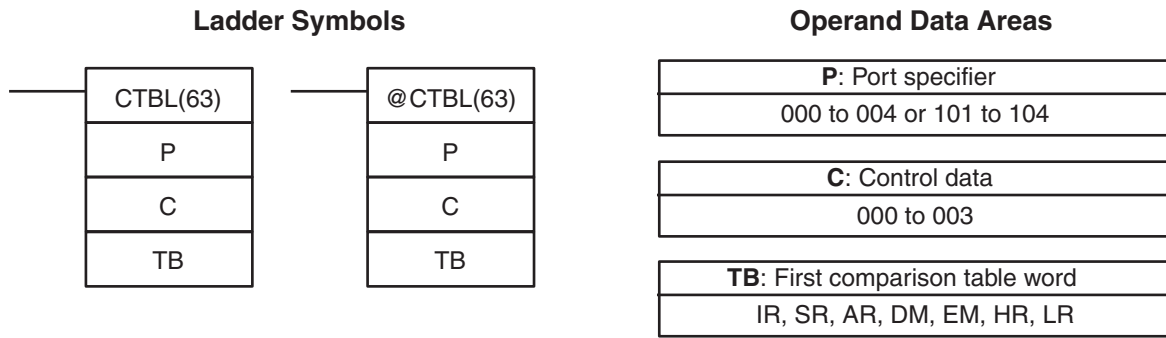 Ladder Symbols
CTBL(63)
P
C
TB
@CTBL(63)
P
C
TB
Operand Data Areas
P: Port specifier
000 to 004 or 101 to 104
C: Control data
000 to 003
TB: First comparison table word
IR, SR, AR, DM, EM, HR, LR